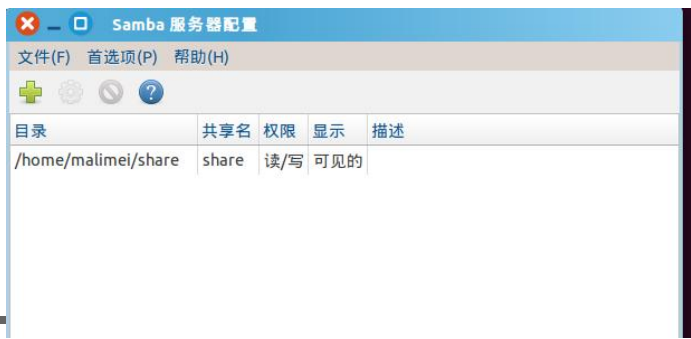 Samba 服务器配置
文件(F) 首选项(P) 帮助(H)
目录 共享名 权限 显示 描述
/home/malimei/share share 读/写 可见的